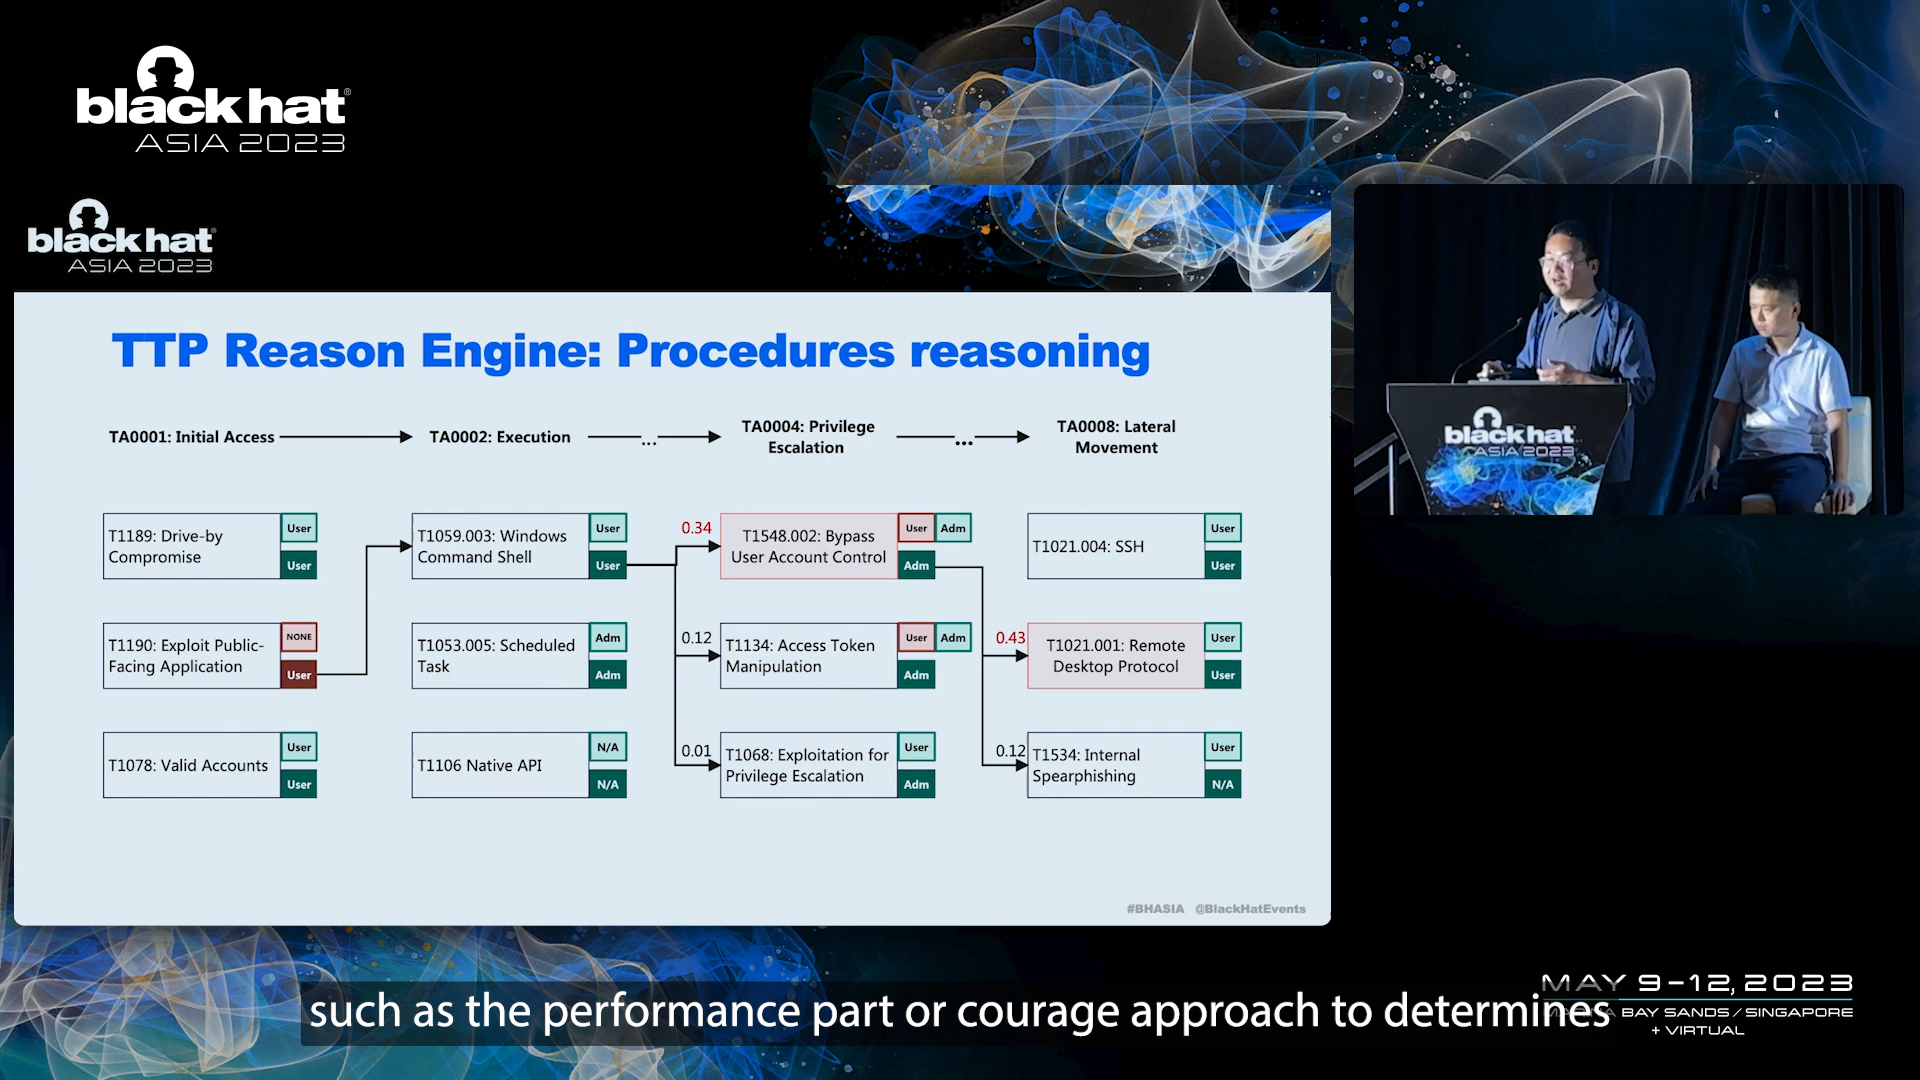 black hat®
ASIA 2023
black hat
ASIA 2023
TTP Reason Engine: Procedures reasoning
TA0001: Initial Access
TA0002: Execution
...
TA0004: Privilege
Escalation
...
TA0008: Lateral
Movement
T1189: Drive-by
Compromise
User
User
T1059.003: Windows
Command Shell
User
User
0.34
T1548.002: Bypass
User Account Control
User
Adm
Adm
T1021.004: SSH
User
User
T1190: Exploit Public-
Facing Application
NONE
User
T1053.005: Scheduled
Task
Adm
Adm
0.12
T1134: Access Token
Manipulation
User
Adm
Adm
0.43
T1021.001: Remote
Desktop Protocol
User
User
T1078: Valid Accounts
User
User
T1106 Native API
N/A
N/A
0.01
T1068: Exploitation for
Privilege Escalation
User
Adm
0.12
T1534: Internal
Spearphishing
User
N/A
#BHASIA @BlackHatEvents
black hat
ASIA 2023
MAY 9-12, 2023
BAY SANDS / SINGAPORE
+ VIRTUAL
such as the performance part or courage approach to determines